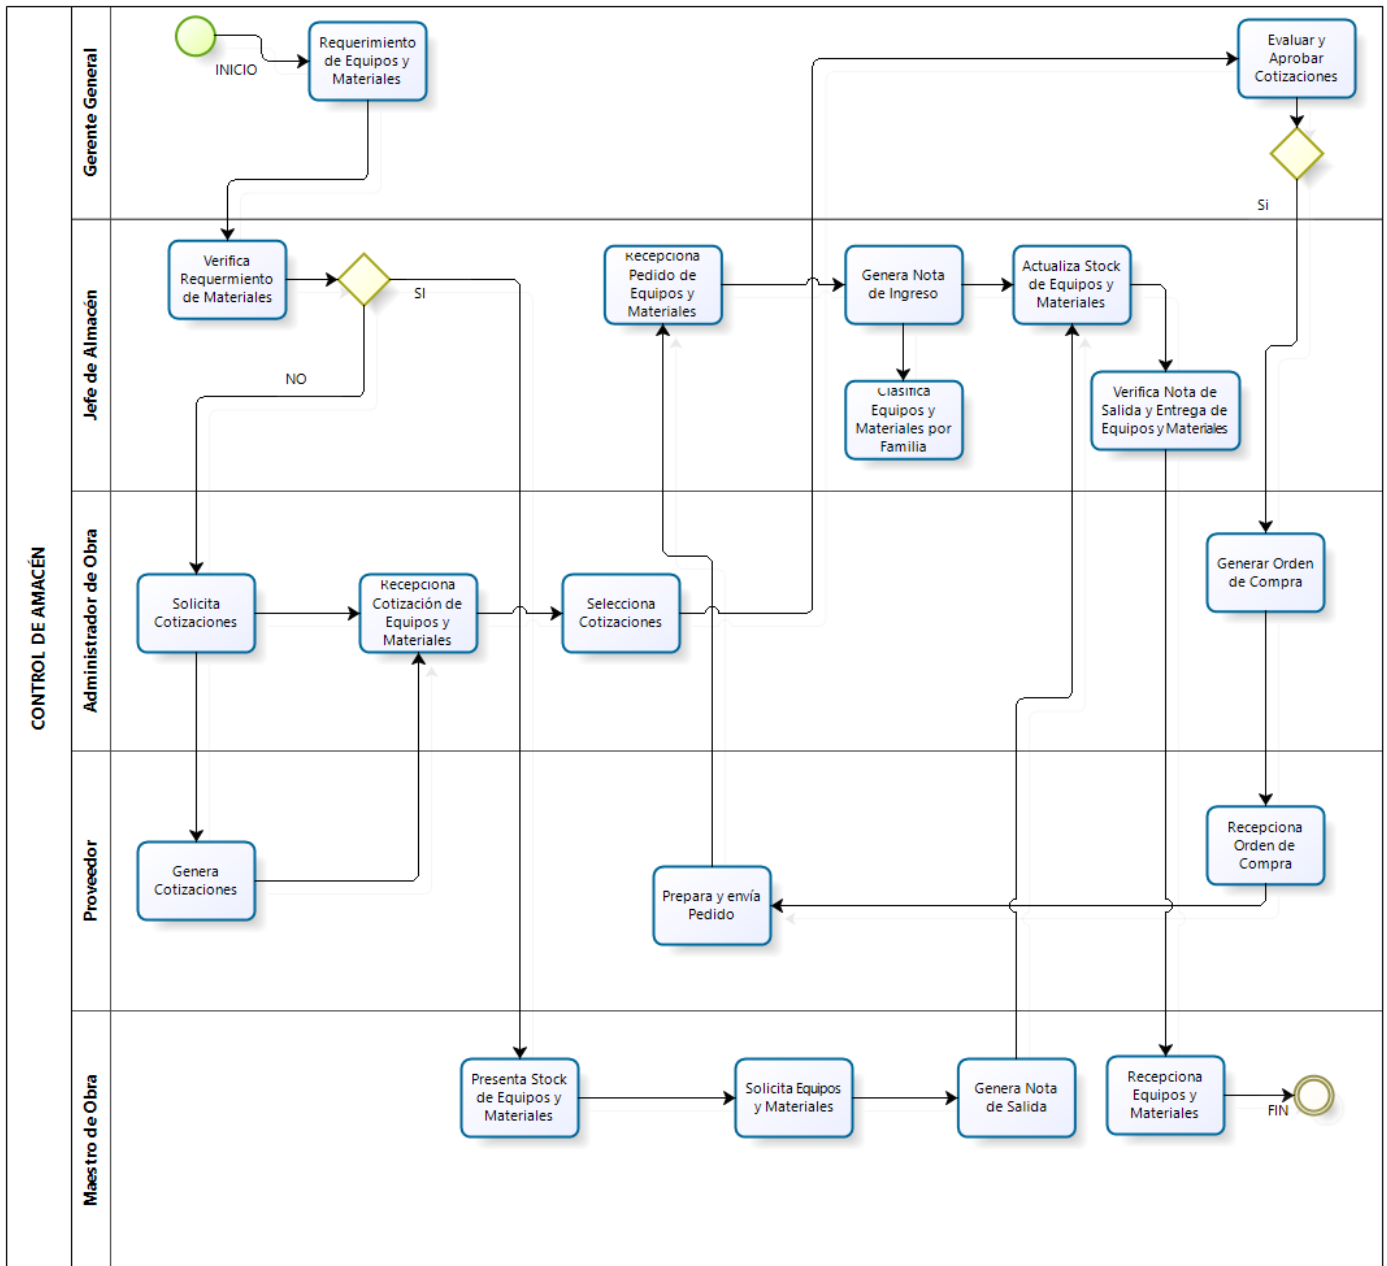 CONTROL DE AMACÉN
Gerente General
INICIO
Requerimiento
de Equipos y
Materiales
Evaluar y
Aprobar
Cotizaciones
Si
Jefe de Almacén
Verifica
Requermiento
de Materiales
SI
NO
Recepciona
Pedido de
Equipos y
Materiales
Genera Nota
de Ingreso
Actualiza Stock
de Equipos y
Materiales
Clasifica
Equipos y
Materiales por
Familia
Verifica Nota de
Salida y Entrega de
Equipos y Materiales
Administrador de Obra
Solicita
Cotizaciones
Recepciona
Cotización de
Equipos y
Materiales
Selecciona
Cotizaciones
Generar Orden
de Compra
Proveedor
Genera
Cotizaciones
Prepara y envía
Pedido
Recepciona
Orden de
Compra
Maestro de Obra
Presenta Stock
de Equipos y
Materiales
Solicita Equipos
y Materiales
Genera Nota
de Salida
Recepciona
Equipos y
Materiales
FIN